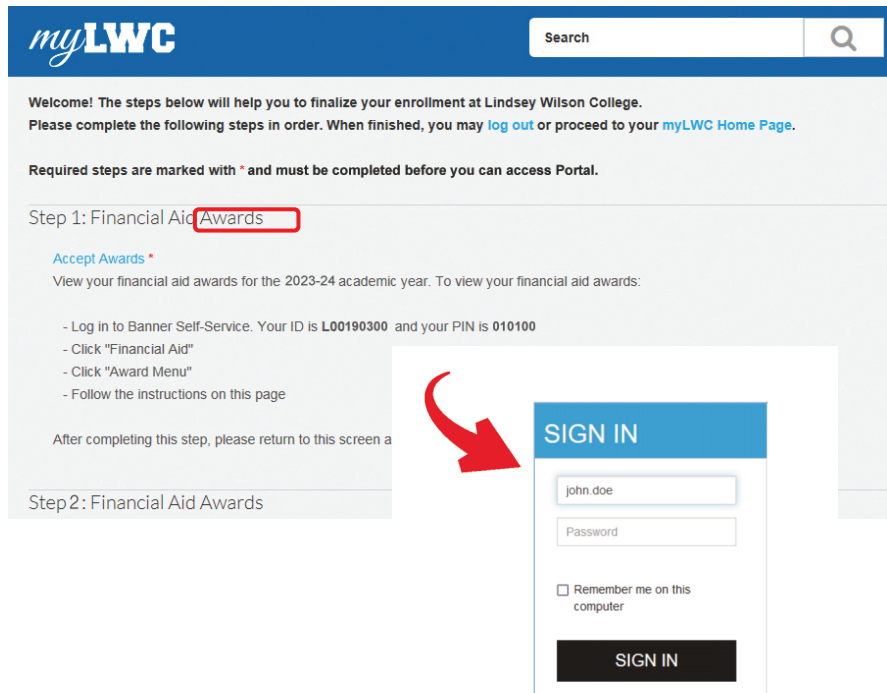 myLWC
Search
Welcome! The steps below will help you to finalize your enrollment at Lindsey Wilson College.
Please complete the following steps in order. When finished, you may log out or proceed to your myLWC Home Page.
Required steps are marked with * and must be completed before you can access Portal.
Step 1: Financial Aid Awards
Accept Awards *
View your financial aid awards for the 2023-24 academic year. To view your financial aid awards:
- Log in to Banner Self-Service. Your ID is L00190300 and your PIN is 010100
- Click "Financial Aid"
- Click "Award Menu"
- Follow the instructions on this page
After completing this step, please return to this screen a
Step 2: Financial Aid Awards
SIGN IN
john.doe
Password
Remember me on this
computer
SIGN IN